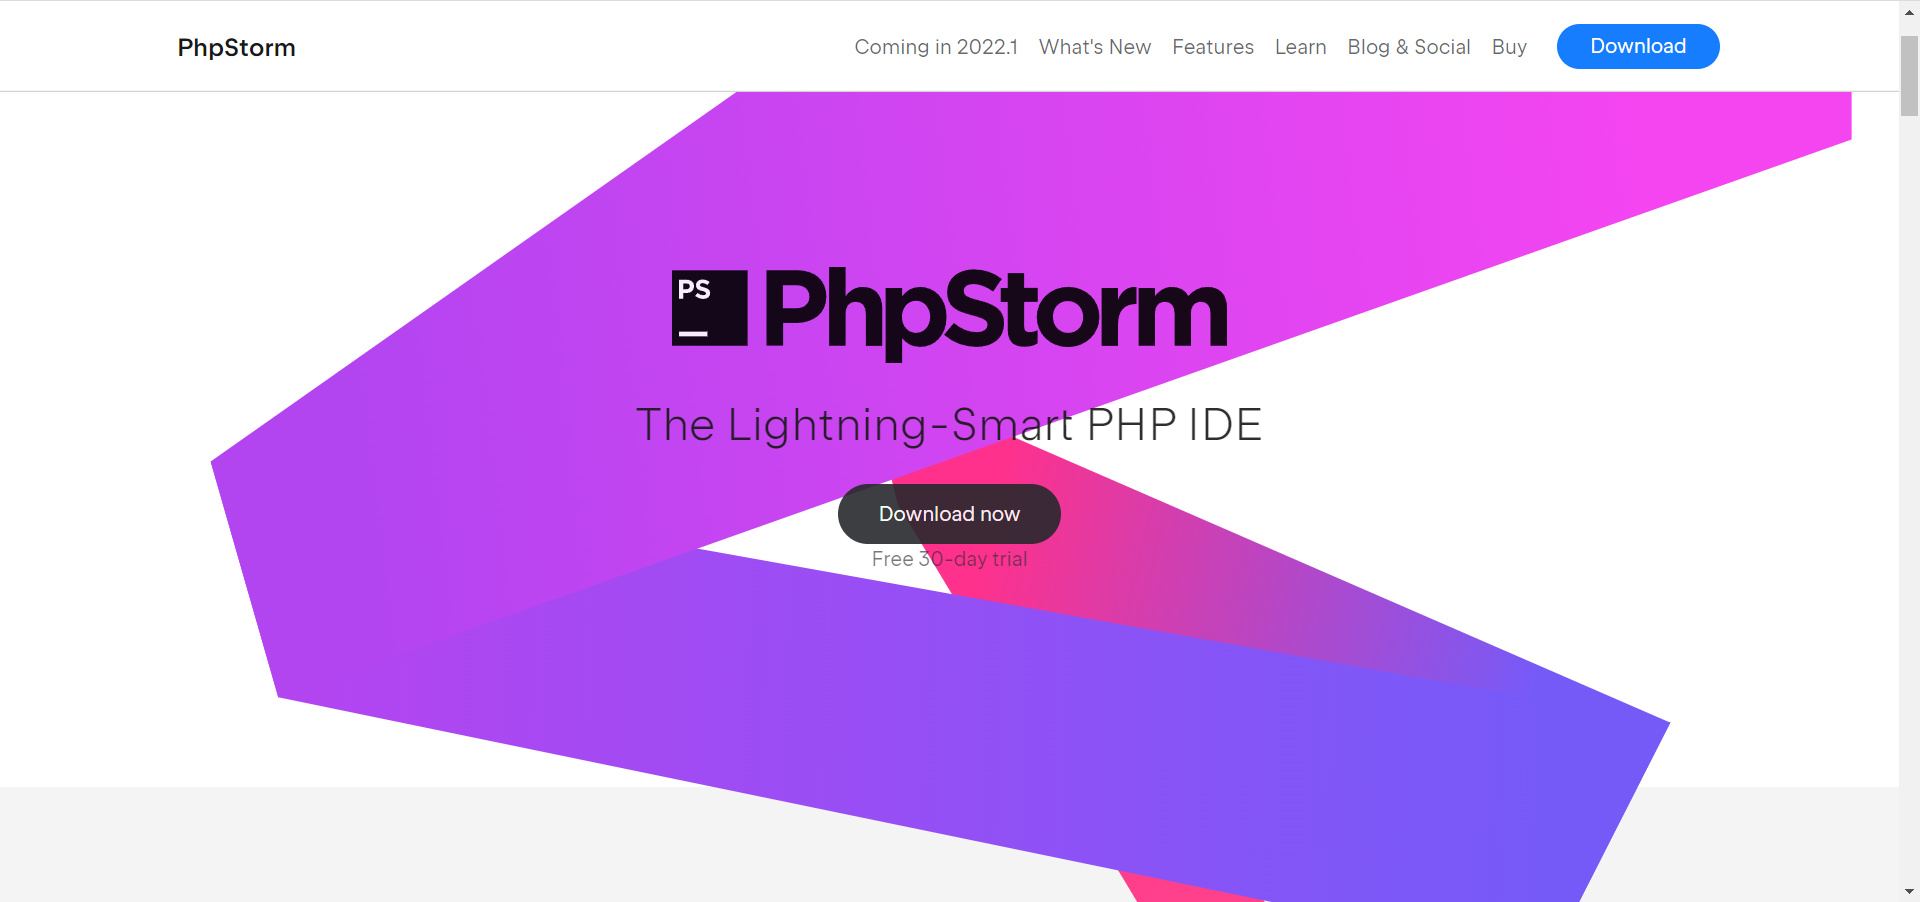 PhpStorm
Coming in 2022.1 What's New Features Learn Blog & Social Buy Download
PS
PhpStorm
The Lightning-Smart PHP IDE
Download now
Free 30-day trial